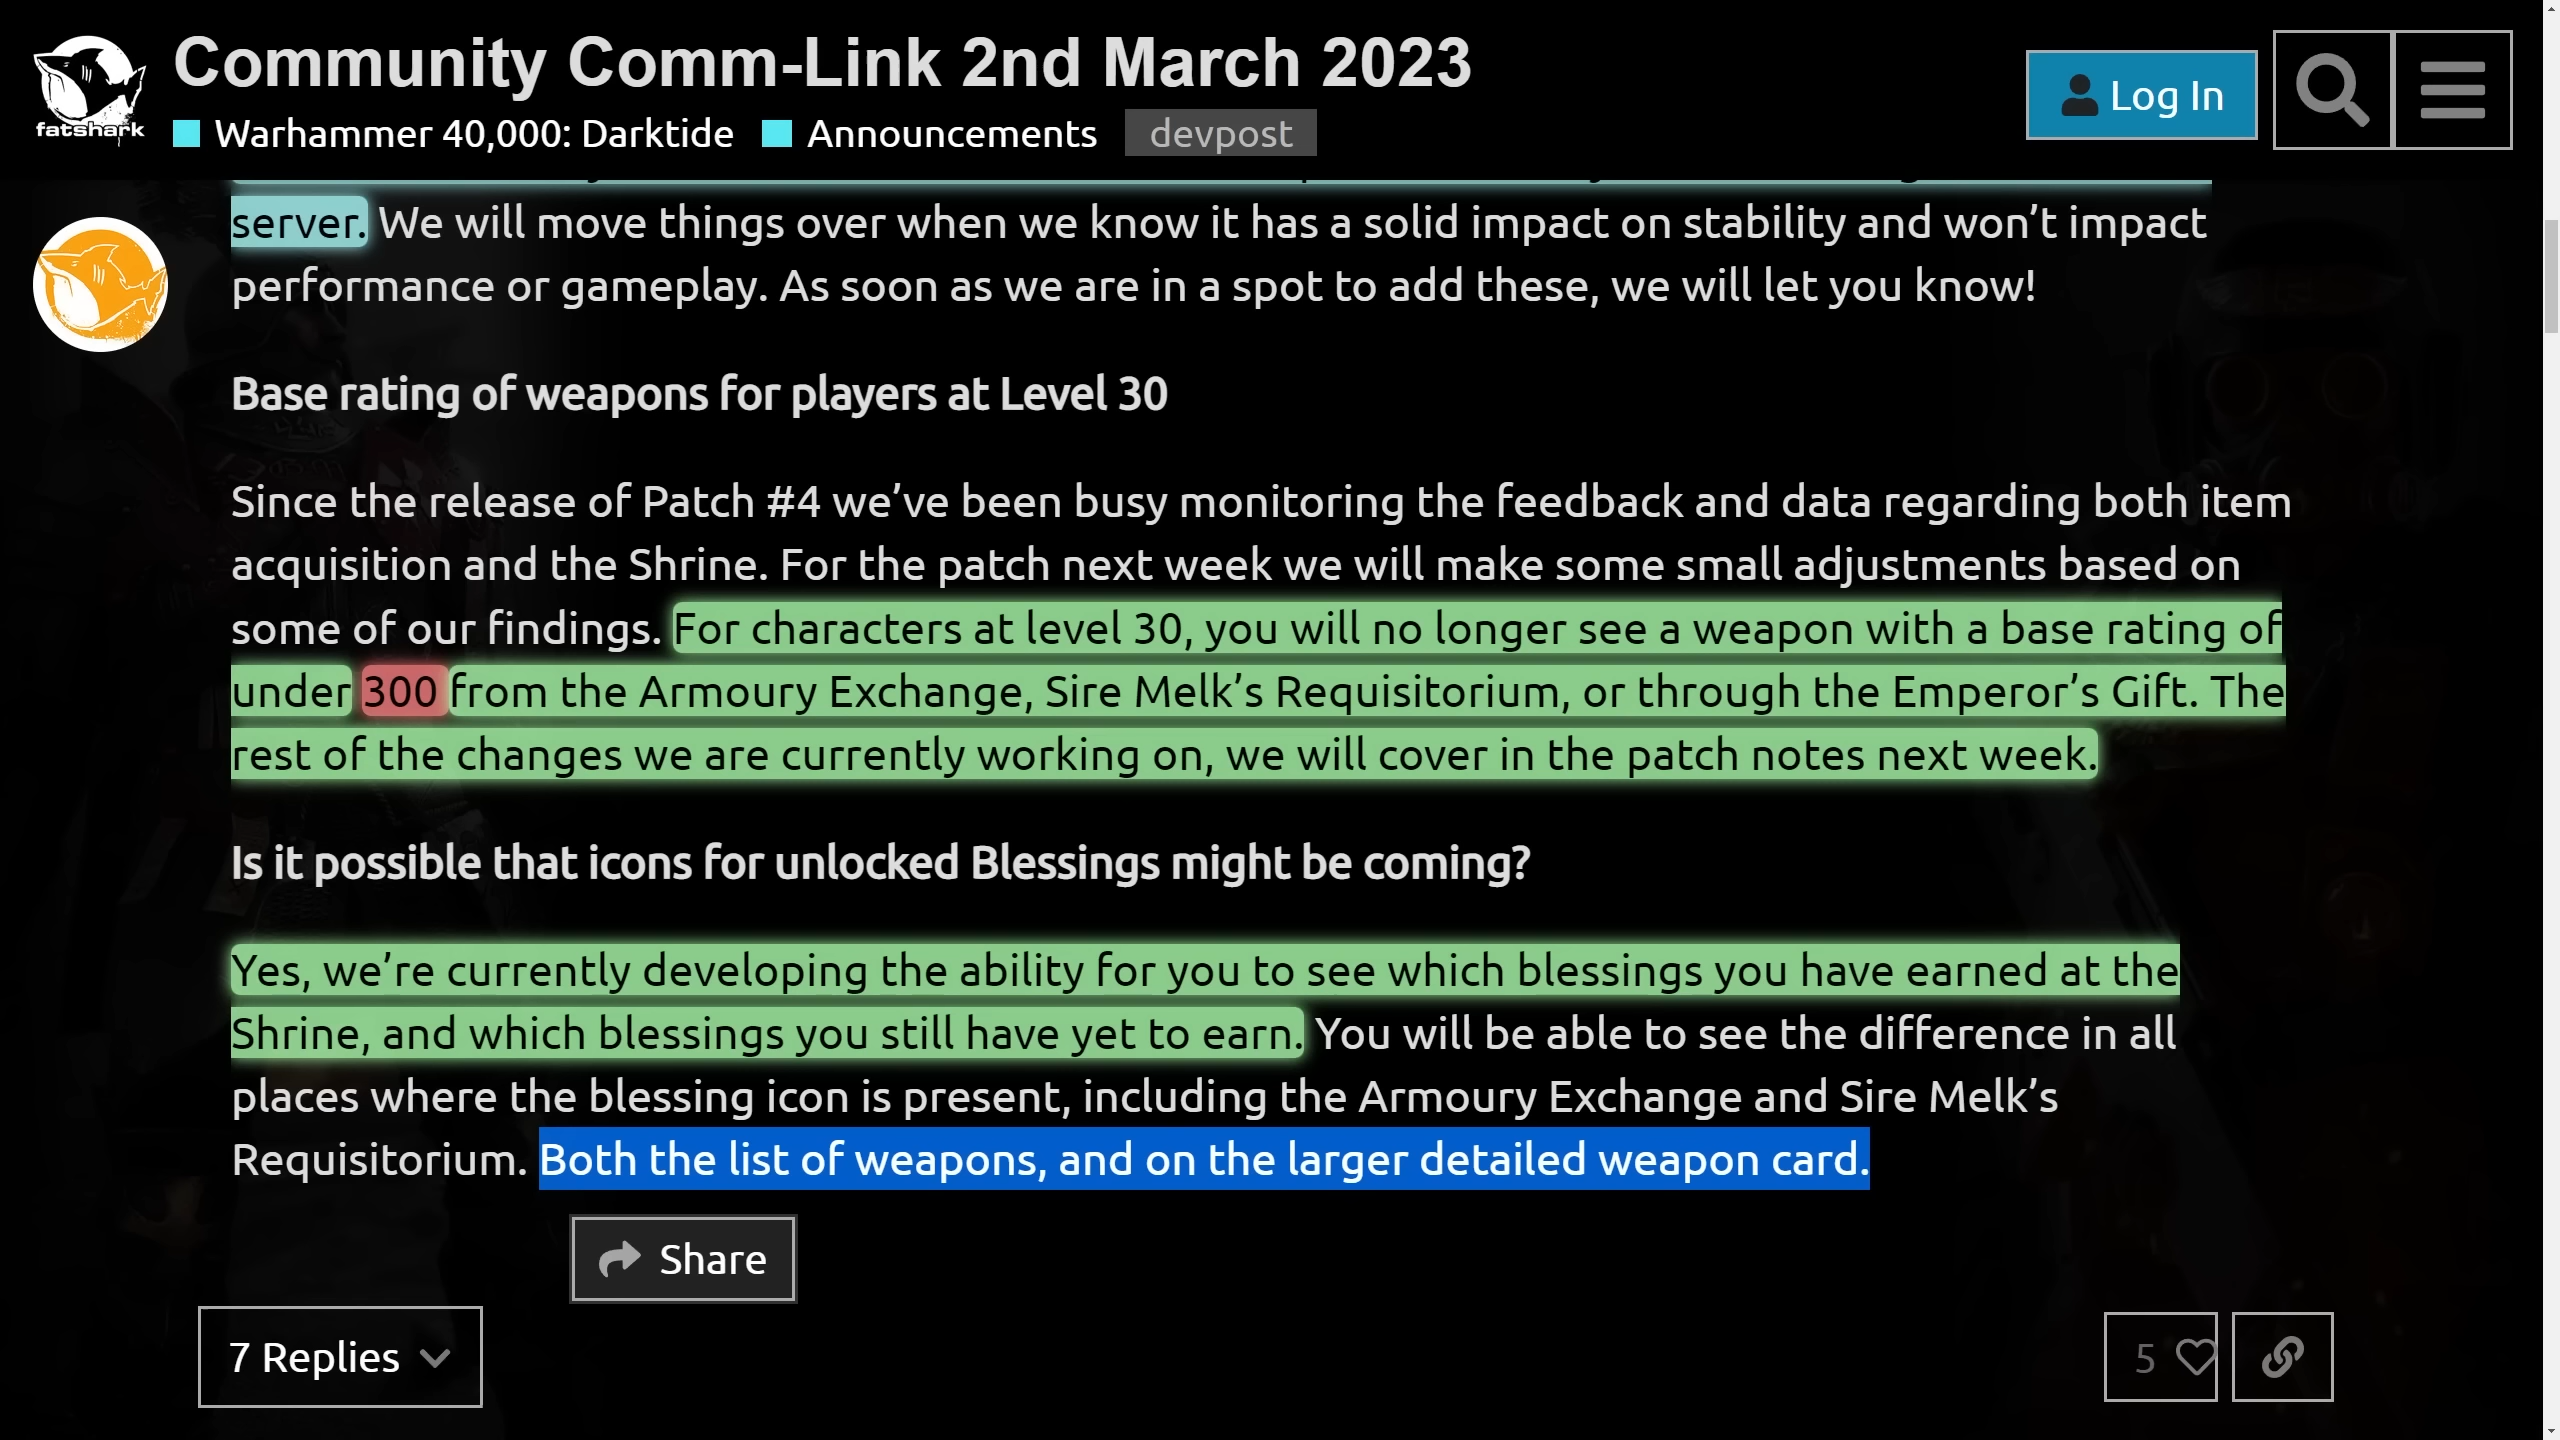 Community Comm-Link 2nd March 2023
fatshark
Warhammer 40,000: Darktide Announcements devpost
Log In
server. We will move things over when we know it has a solid impact on stability and won’t impact
performance or gameplay. As soon as we are in a spot to add these, we will let you know!
Base rating of weapons for players at Level 30
Since the release of Patch #4 we’ve been busy monitoring the feedback and data regarding both item
acquisition and the Shrine. For the patch next week we will make some small adjustments based on
some of our findings. For characters at level 30, you will no longer see a weapon with a base rating of
under 300 from the Armoury Exchange, Sire Melk’s Requisitorium, or through the Emperor’s Gift. The
rest of the changes we are currently working on, we will cover in the patch notes next week.
Is it possible that icons for unlocked Blessings might be coming?
Yes, we’re currently developing the ability for you to see which blessings you have earned at the
Shrine, and which blessings you still have yet to earn. You will be able to see the difference in all
places where the blessing icon is present, including the Armoury Exchange and Sire Melk’s
Requisitorium. Both the list of weapons, and on the larger detailed weapon card.
Share
7 Replies
5